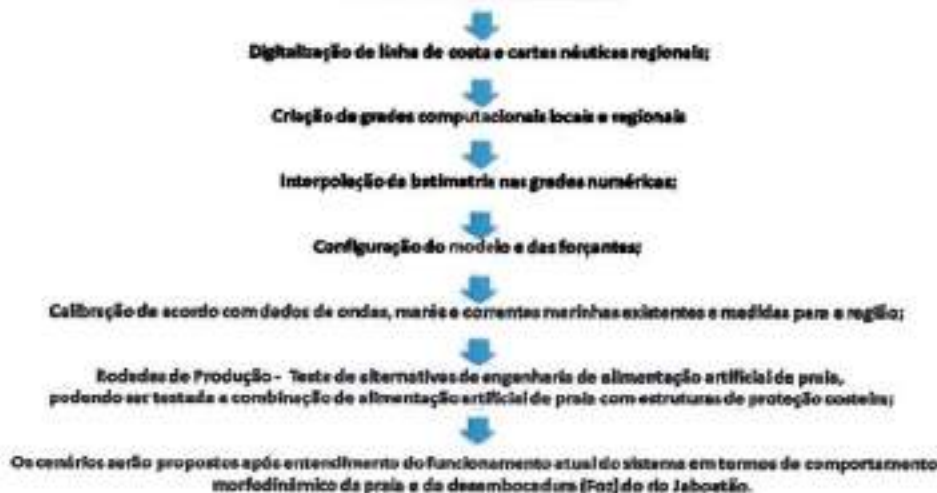 Digitalização de linha de costa e cartas náuticas regionais;
Criação de grades computacionais locais e regionais
Interpolação da batimetria nas grades numéricas;
Configuração do modelo e das forçantes;
Calibração de acordo com dados de ondas, marés e correntes marinhas existentes e medidas para a região;
Rodadas de Produção - Teste de alternativas de engenharia de alimentação artificial de praia,
podendo ser testada a combinação de alimentação artificial de praia com estruturas de proteção costeira;
Os cenários serão propostos após entendimento do funcionamento atual do sistema em termos de comportamento
morfodinâmico da praia e da desembocadura (Foz) do rio Jaboatão.